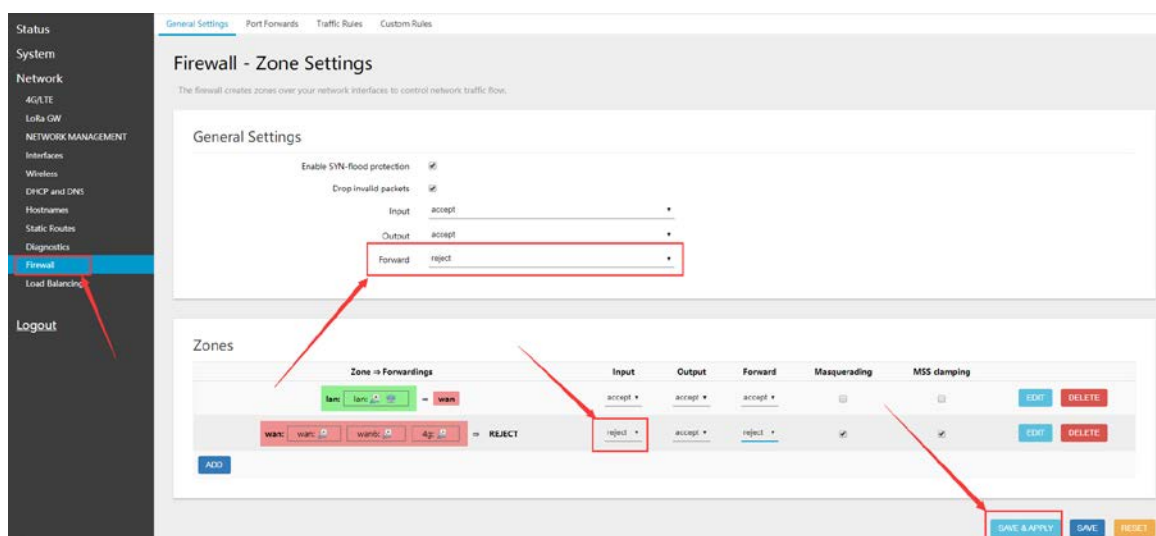 Status
System
Network
4G/LTE
LoRa GW
NETWORK MANAGEMENT
Interfaces
Wireless
DHCP and DNS
Hostnames
Static Routes
Diagnostics
Firewall
Load Balancing
Logout
General Settings Port Forwards Traffic Rules Custom Rules
Firewall - Zone Settings
The firewall creates zones over your network interfaces to control network traffic flow.
General Settings
Enable SYN-flood protection
Drop invalid packets
Input accept
Output accept
Forward reject
Zones
Zone ⇒ Forwardings Input Output Forward Masquerading MSS clamping
lan: lan: ⇒ wan accept accept accept EDIT DELETE
wan: wan: wan6: 4g: ⇒ REJECT reject accept reject EDIT DELETE
ADD
SAVE & APPLY SAVE RESET